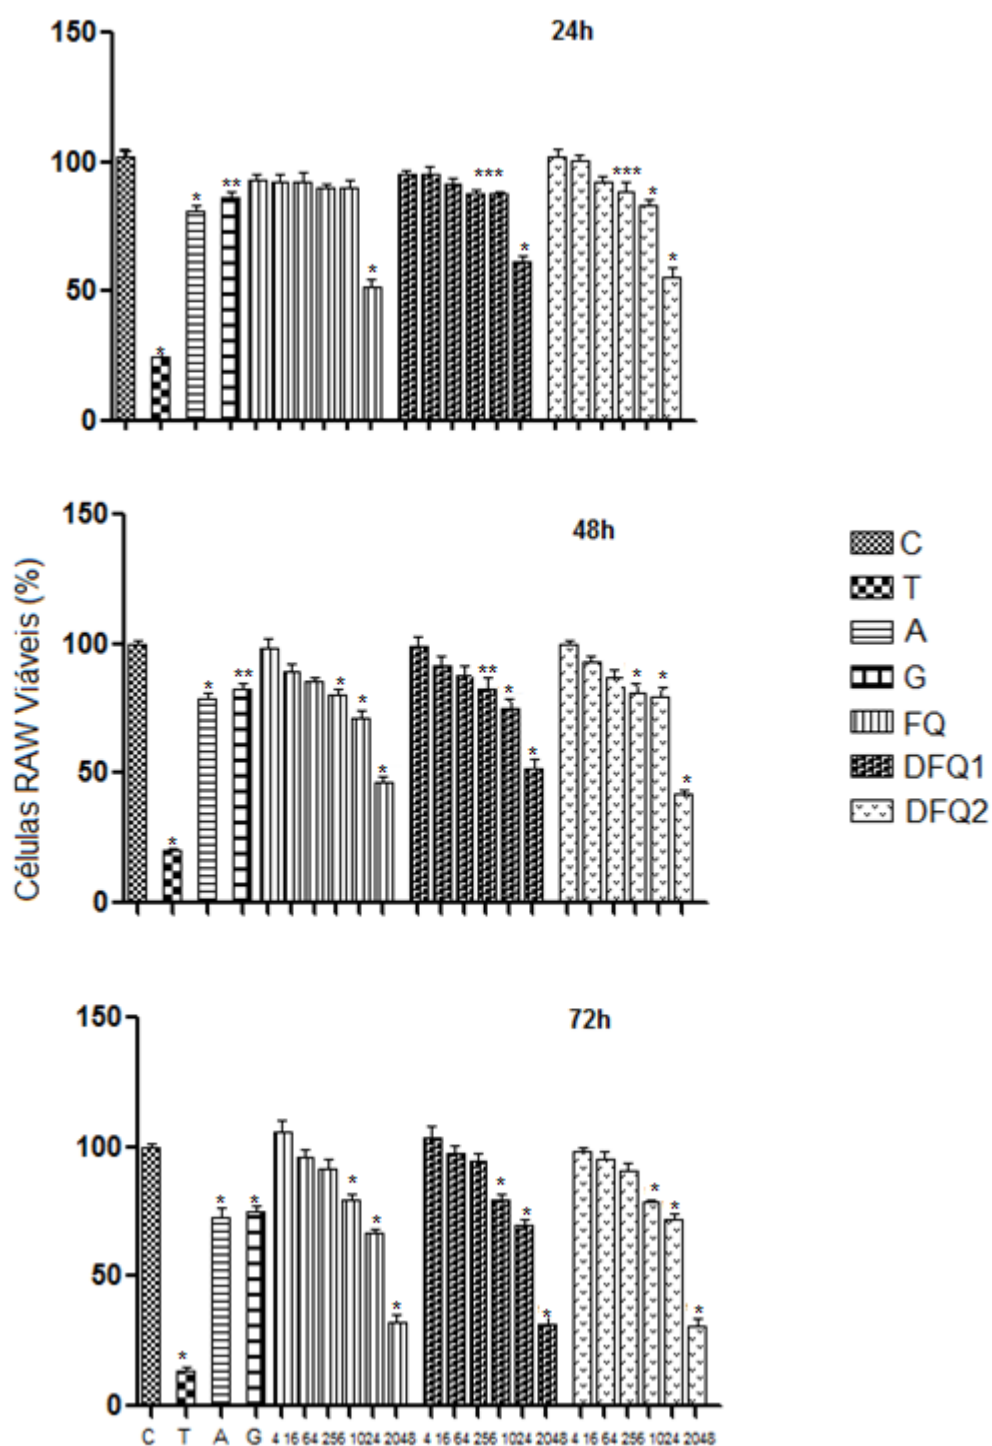 24h
150
100
50
0
* * ** * *** * *** * *
48h
150
100
50
0
* * ** * * * ** * * * * *
Células RAW Viáveis (%)
C
T
A
G
FQ
DFQ1
DFQ2
72h
150
100
50
0
* * * * * * * * * * * *
C T A G 4 16 64 256 1024 2048 4 16 64 256 1024 2048 4 16 64 256 1024 2048